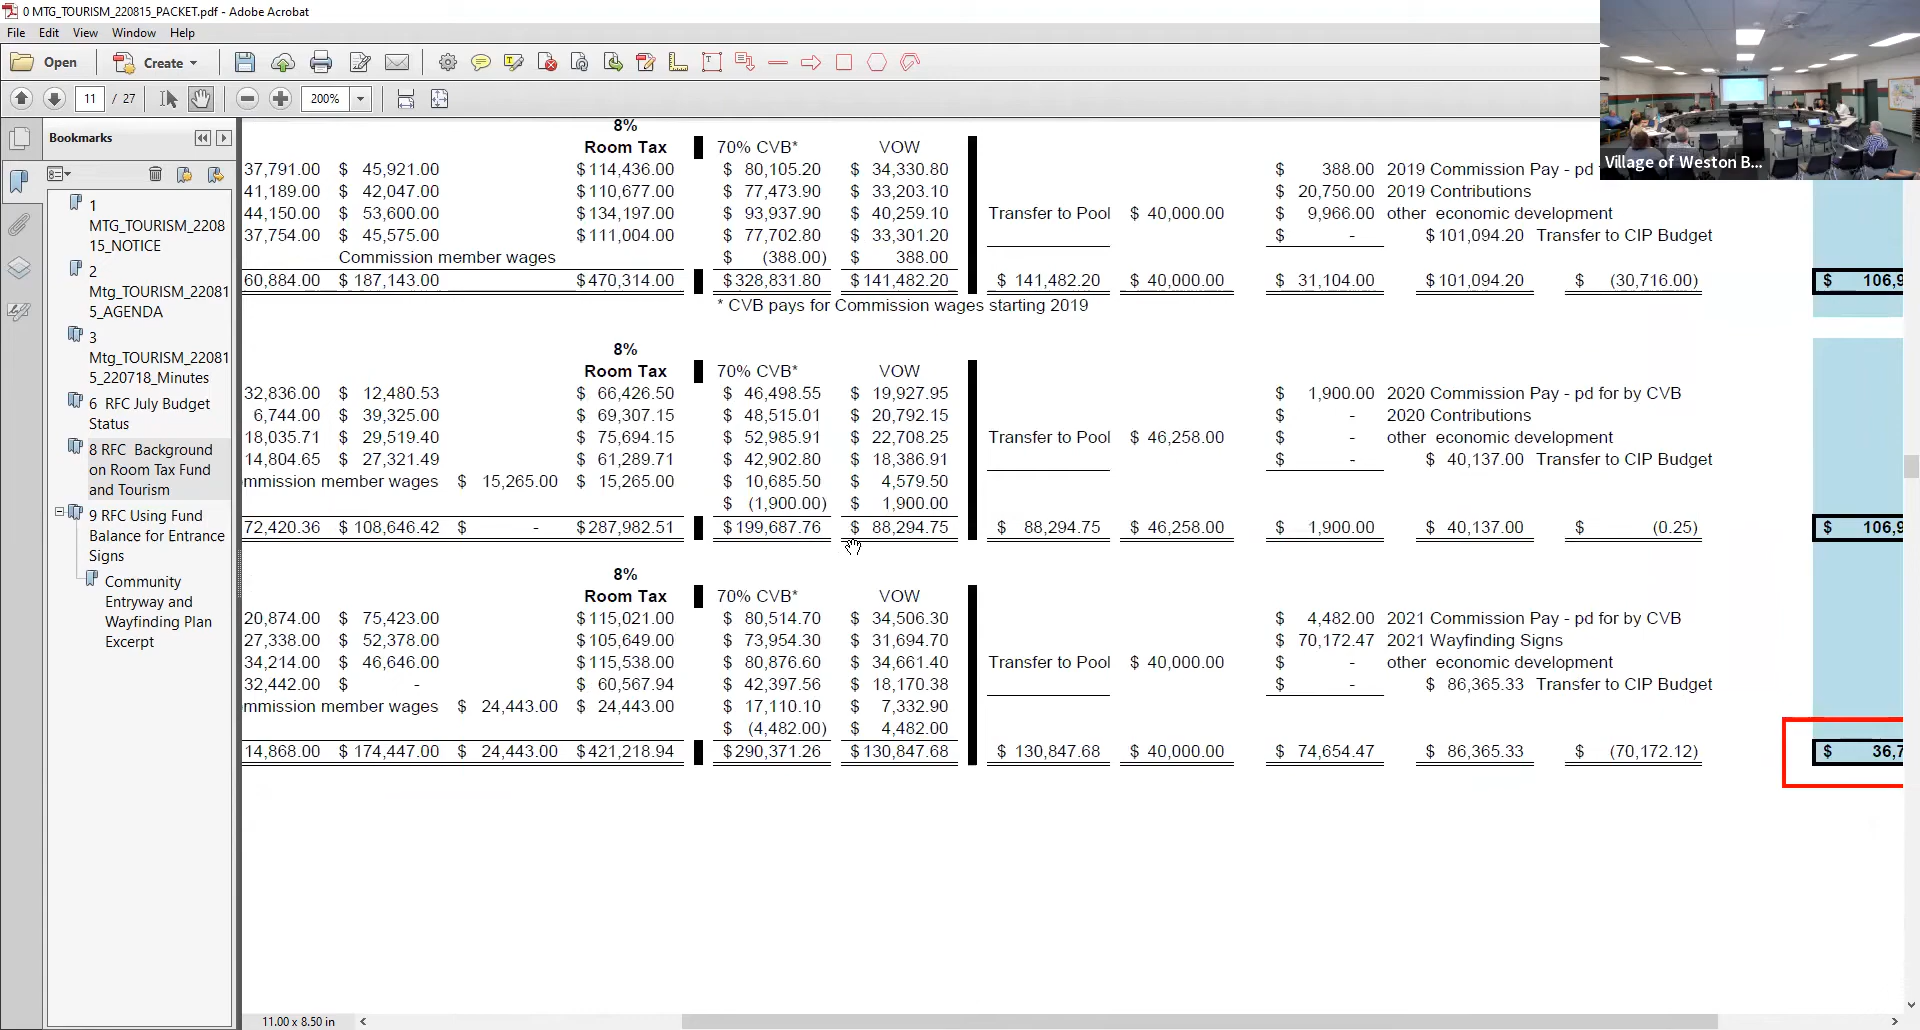 0 MTG_TOURISM_220815_PACKET.pdf - Adobe Acrobat
File Edit View Window Help
Open Create
11 / 27 200%
Village of Weston B...
Bookmarks
1
MTG_TOURISM_2208
15_NOTICE
2
Mtg_TOURISM_22081
5_AGENDA
3
Mtg_TOURISM_22081
5_220718_Minutes
6 RFC July Budget
Status
8 RFC Background
on Room Tax Fund
and Tourism
9 RFC Using Fund
Balance for Entrance
Signs
Community
Entryway and
Wayfinding Plan
Excerpt
8%
Room Tax 70% CVB* VOW
37,791.00 $ 45,921.00 $ 114,436.00 $ 80,105.20 $ 34,330.80 $ 388.00 2019 Commission Pay - pd
41,189.00 $ 42,047.00 $ 110,677.00 $ 77,473.90 $ 33,203.10 $ 20,750.00 2019 Contributions
44,150.00 $ 53,600.00 $ 134,197.00 $ 93,937.90 $ 40,259.10 Transfer to Pool $ 40,000.00 $ 9,966.00 other economic development
37,754.00 $ 45,575.00 $ 111,004.00 $ 77,702.80 $ 33,301.20 $ - $ 101,094.20 Transfer to CIP Budget
Commission member wages $ (388.00) $ 388.00
60,884.00 $ 187,143.00 $ 470,314.00 $ 328,831.80 $ 141,482.20 $ 141,482.20 $ 40,000.00 $ 31,104.00 $ 101,094.20 $ (30,716.00) $ 106,9
* CVB pays for Commission wages starting 2019
8%
Room Tax 70% CVB* VOW
32,836.00 $ 12,480.53 $ 66,426.50 $ 46,498.55 $ 19,927.95 $ 1,900.00 2020 Commission Pay - pd for by CVB
6,744.00 $ 39,325.00 $ 69,307.15 $ 48,515.01 $ 20,792.15 $ - 2020 Contributions
18,035.71 $ 29,519.40 $ 75,694.15 $ 52,985.91 $ 22,708.25 Transfer to Pool $ 46,258.00 $ - other economic development
14,804.65 $ 27,321.49 $ 61,289.71 $ 42,902.80 $ 18,386.91 $ - $ 40,137.00 Transfer to CIP Budget
mmission member wages $ 15,265.00 $ 15,265.00 $ 10,685.50 $ 4,579.50
$ (1,900.00) $ 1,900.00
72,420.36 $ 108,646.42 $ - $ 287,982.51 $ 199,687.76 $ 88,294.75 $ 88,294.75 $ 46,258.00 $ 1,900.00 $ 40,137.00 $ (0.25) $ 106,9
8%
Room Tax 70% CVB* VOW
20,874.00 $ 75,423.00 $ 115,021.00 $ 80,514.70 $ 34,506.30 $ 4,482.00 2021 Commission Pay - pd for by CVB
27,338.00 $ 52,378.00 $ 105,649.00 $ 73,954.30 $ 31,694.70 $ 70,172.47 2021 Wayfinding Signs
34,214.00 $ 46,646.00 $ 115,538.00 $ 80,876.60 $ 34,661.40 Transfer to Pool $ 40,000.00 $ - other economic development
32,442.00 $ - $ 60,567.94 $ 42,397.56 $ 18,170.38 $ - $ 86,365.33 Transfer to CIP Budget
mmission member wages $ 24,443.00 $ 24,443.00 $ 17,110.10 $ 7,332.90
$ (4,482.00) $ 4,482.00
14,868.00 $ 174,447.00 $ 24,443.00 $ 421,218.94 $ 290,371.26 $ 130,847.68 $ 130,847.68 $ 40,000.00 $ 74,654.47 $ 86,365.33 $ (70,172.12) $ 36,7
11.00 x 8.50 in